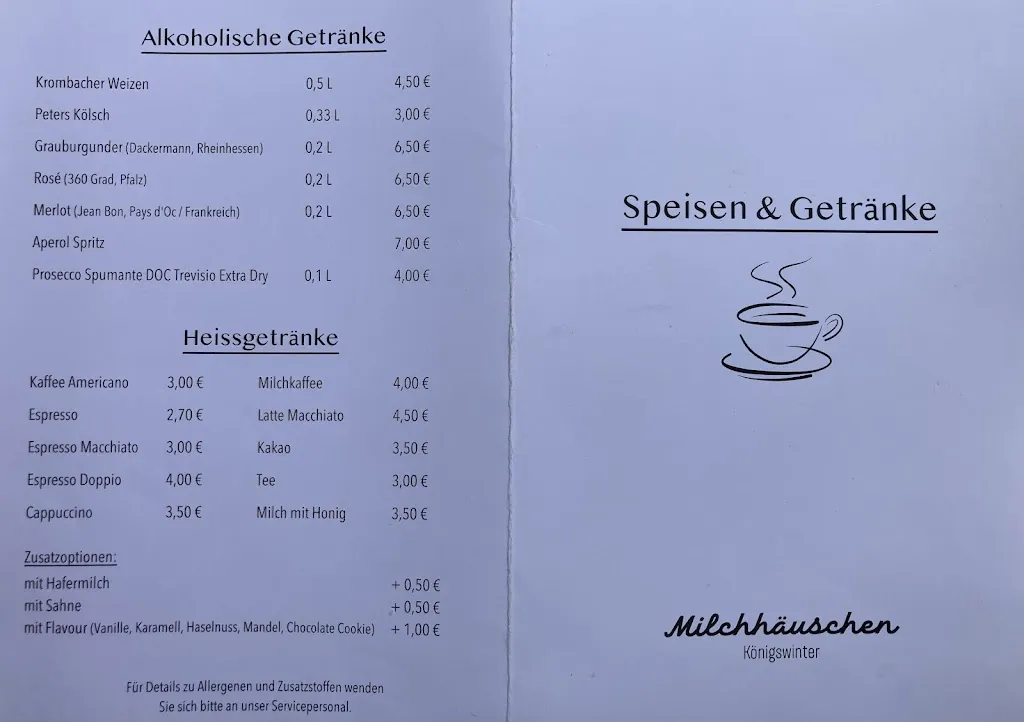 Alkoholische Getränke
Krombacher Weizen 0,5 L 4,50 €
Peters Kölsch 0,33 L 3,00 €
Grauburgunder (Dackermann, Rheinhessen) 0,2 L 6,50 €
Rosé (360 Grad, Pfalz) 0,2 L 6,50 €
Merlot (Jean Bon, Pays d'Oc / Frankreich) 0,2 L 6,50 €
Aperol Spritz 7,00 €
Prosecco Spumante DOC Trevisio Extra Dry 0,1 L 4,00 €
Heissgetränke
Kaffee Americano 3,00 € Milchkaffee 4,00 €
Espresso 2,70 € Latte Macchiato 4,50 €
Espresso Macchiato 3,00 € Kakao 3,50 €
Espresso Doppio 4,00 € Tee 3,00 €
Cappuccino 3,50 € Milch mit Honig 3,50 €
Zusatzoptionen:
mit Hafermilch + 0,50 €
mit Sahne + 0,50 €
mit Flavour (Vanille, Karamell, Haselnuss, Mandel, Chocolate Cookie) + 1,00 €
Für Details zu Allergenen und Zusatzstoffen wenden
Sie sich bitte an unser Servicepersonal.
Speisen & Getränke
Milchhäuschen
Königswinter